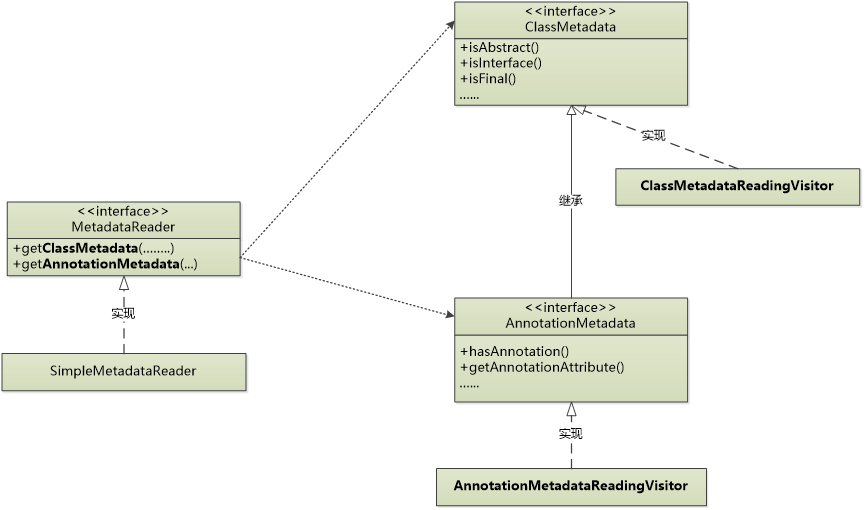 <<interface>>
ClassMetadata
+isAbstract()
+isInterface()
+isFinal()
......
实现
ClassMetadataReadingVisitor
继承
<<interface>>
MetadataReader
+getClassMetadata(........)
+getAnnotationMetadata(...)
实现
SimpleMetadataReader
<<interface>>
AnnotationMetadata
+hasAnnotation()
+getAnnotationAttribute()
......
实现
AnnotationMetadataReadingVisitor